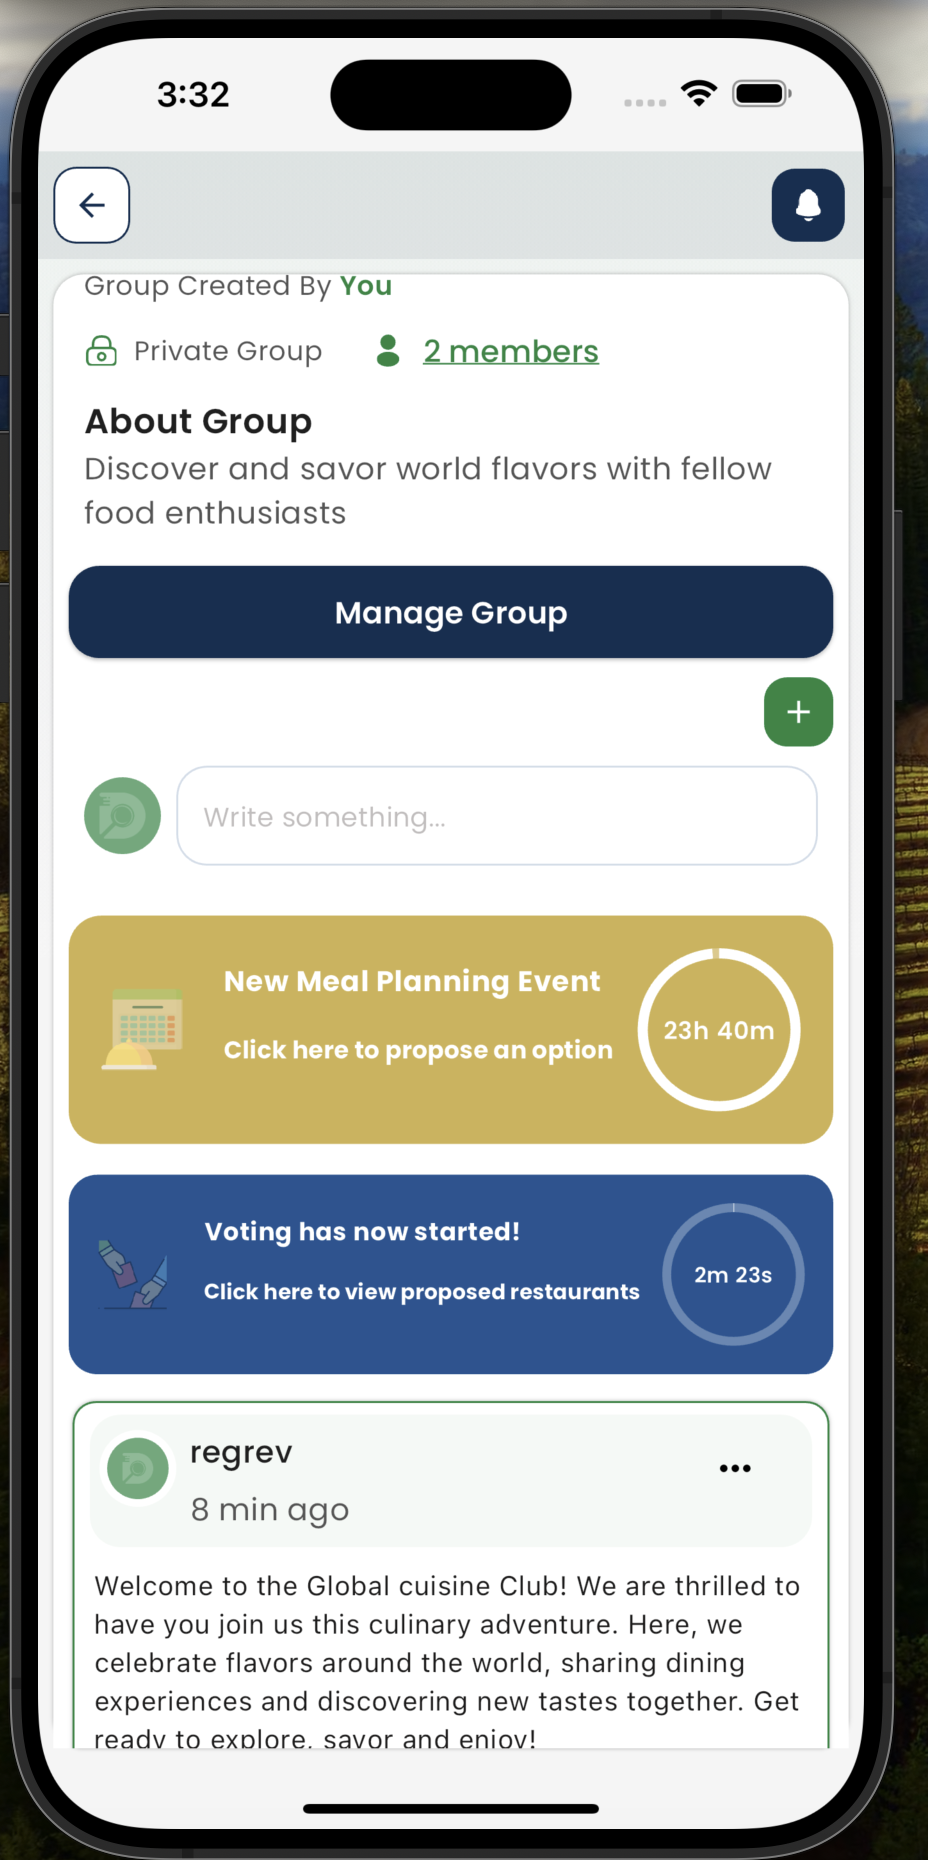 3:32
Group Created By You
Private Group
2 members
About Group
Discover and savor world flavors with fellow
food enthusiasts
Manage Group
+
Write something...
New Meal Planning Event
Click here to propose an option
23h 40m
Voting has now started!
Click here to view proposed restaurants
2m 23s
regrev
8 min ago
Welcome to the Global cuisine Club! We are thrilled to
have you join us this culinary adventure. Here, we
celebrate flavors around the world, sharing dining
experiences and discovering new tastes together. Get
ready to explore, savor and enjoy!